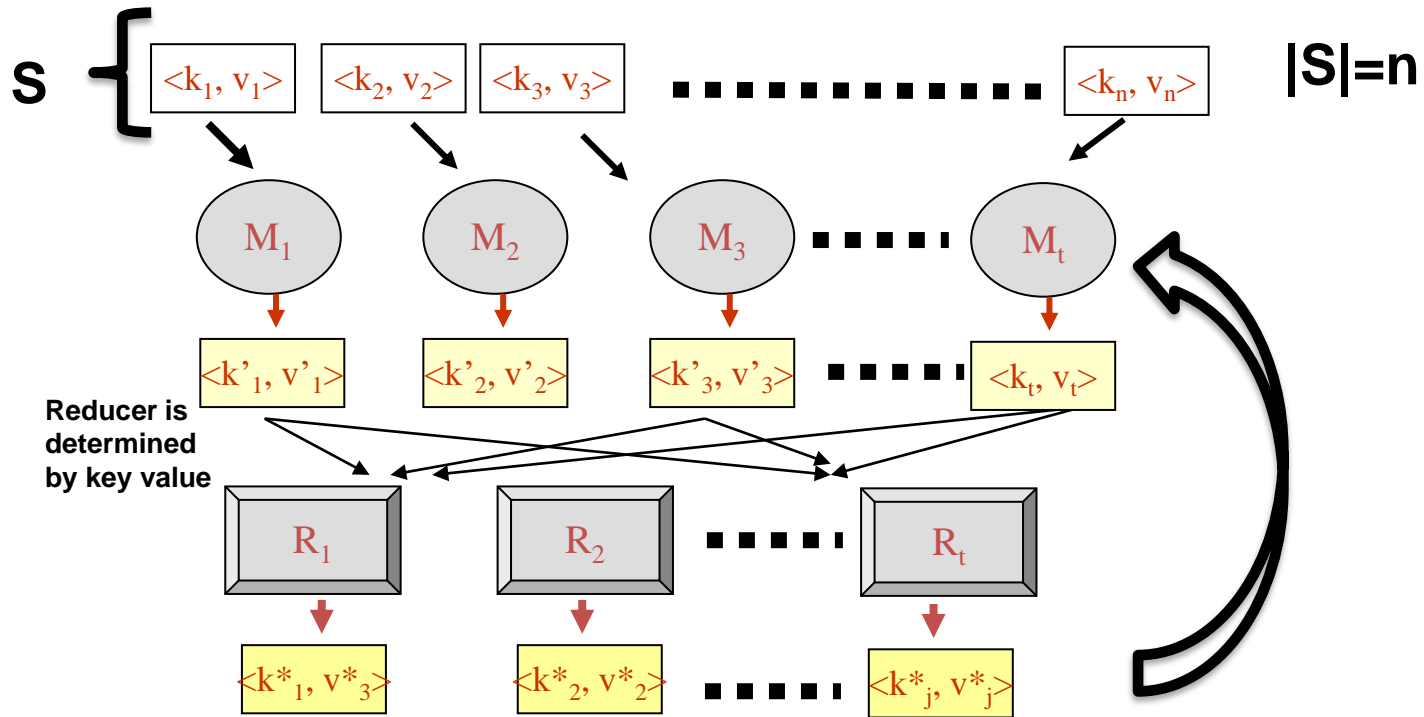 S
<k₁, v₁>
<k₂, v₂>
<k₃, v₃>
<kₙ, vₙ>
|S|=n
M₁
M₂
M₃
Mₜ
<k’₁, v’₁>
<k’₂, v’₂>
<k’₃, v’₃>
<kₜ, vₜ>
Reducer is
determined
by key value
R₁
R₂
Rₜ
<k*₁, v*₃>
<k*₂, v*₂>
<k*ⱼ, v*ⱼ>